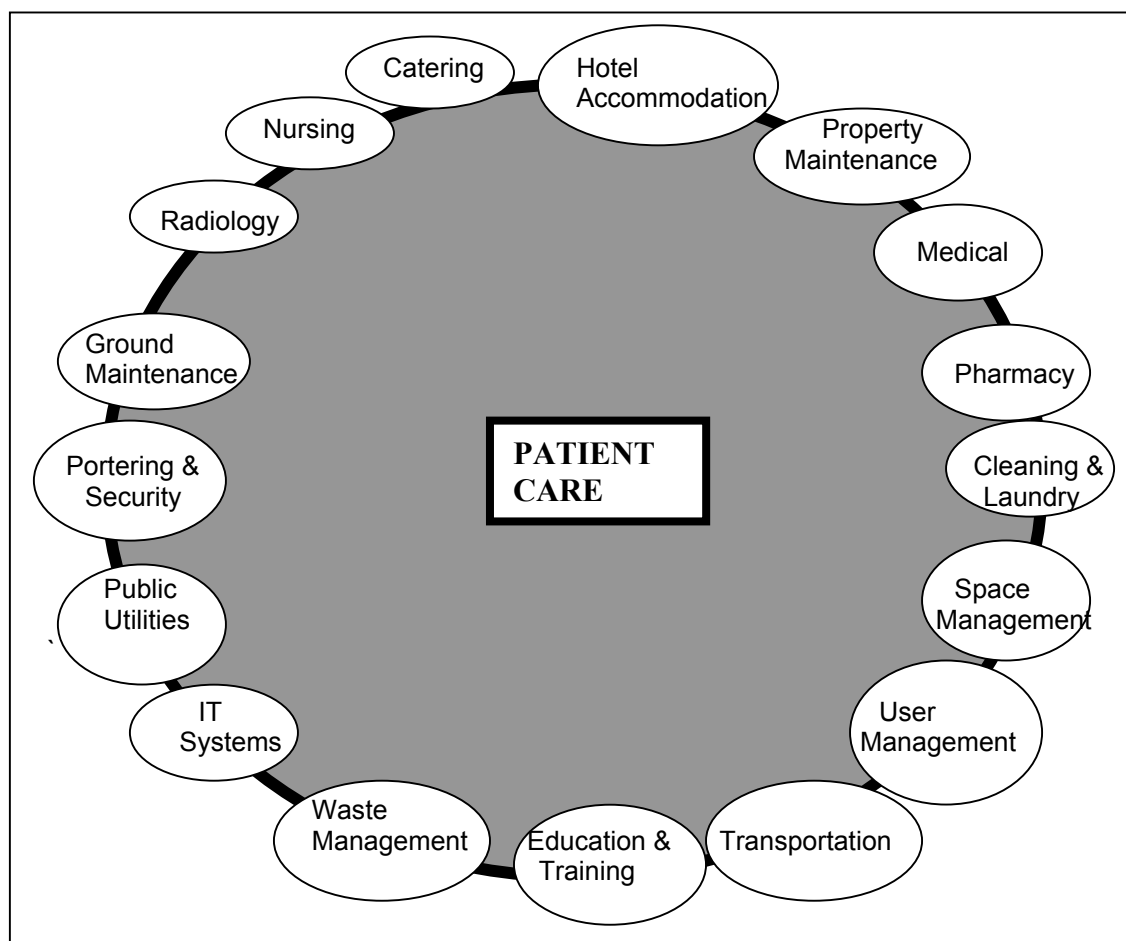 Catering
Hotel
Accommodation
Nursing
Property
Maintenance
Radiology
Medical
Ground
Maintenance
Pharmacy
PATIENT
CARE
Portering &
Security
Cleaning &
Laundry
Public
Utilities
Space
Management
`
IT
Systems
User
Management
Waste
Management
Education &
Training
Transportation